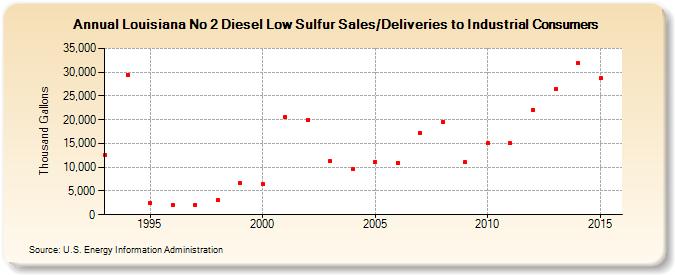 Annual Louisiana No 2 Diesel Low Sulfur Sales/Deliveries to Industrial Consumers
Thousand Gallons
35,000
30,000
25,000
20,000
15,000
10,000
5,000
0
1995 2000 2005 2010 2015
Source: U.S. Energy Information Administration